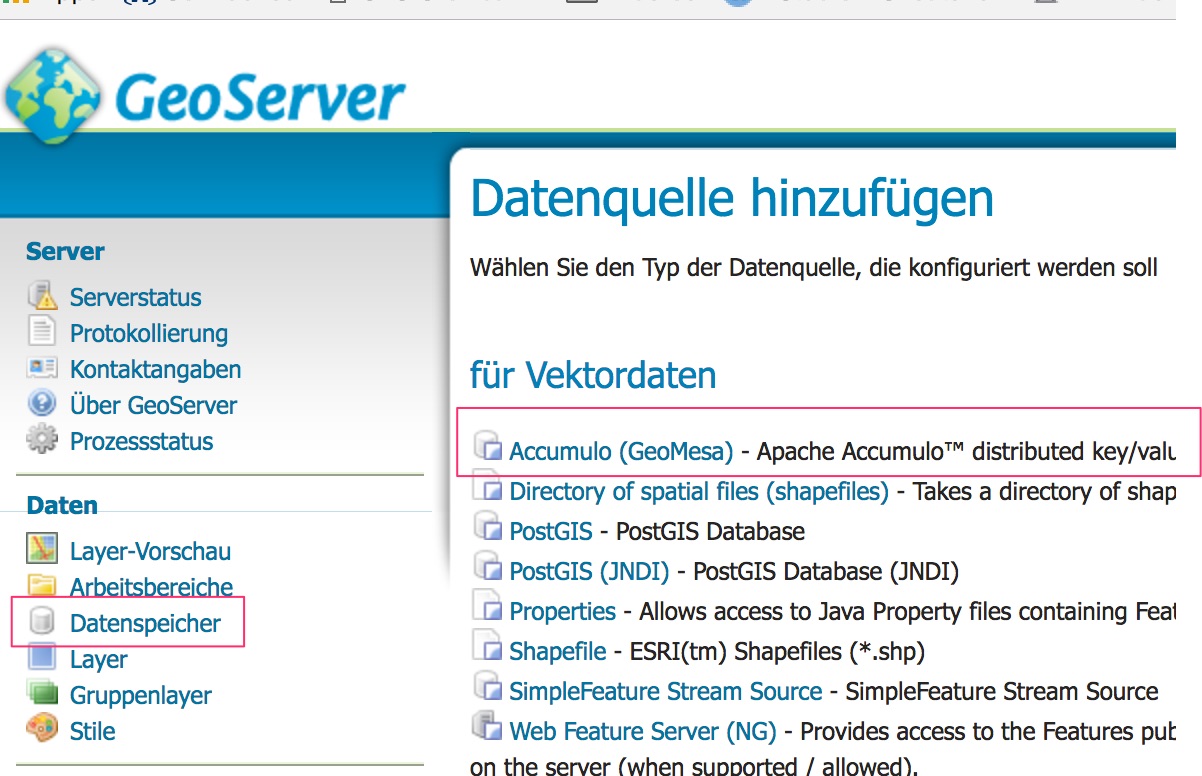 GeoServer
Server
Serverstatus
Protokollierung
Kontaktangaben
Über GeoServer
Prozessstatus
Daten
Layer-Vorschau
Arbeitsbereiche
Datenspeicher
Layer
Gruppenlayer
Stile
Datenquelle hinzufügen
Wählen Sie den Typ der Datenquelle, die konfiguriert werden soll
für Vektordaten
Accumulo (GeoMesa) - Apache Accumulo™ distributed key/valu
Directory of spatial files (shapefiles) - Takes a directory of shap
PostGIS - PostGIS Database
PostGIS (JNDI) - PostGIS Database (JNDI)
Properties - Allows access to Java Property files containing Feat
Shapefile - ESRI(tm) Shapefiles (*.shp)
SimpleFeature Stream Source - SimpleFeature Stream Source
Web Feature Server (NG) - Provides access to the Features pub
on the server (when supported / allowed).